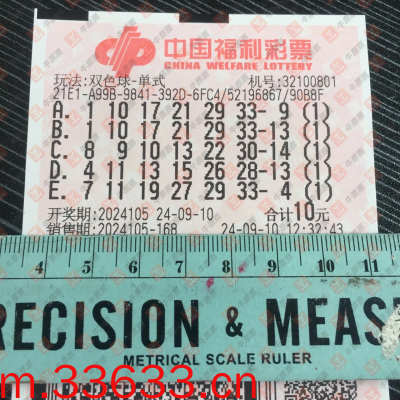 中国福利彩票
CHINA WELFARE LOTTERY
玩法:双色球-单式 机号:32100801
21E1-A99B-9841-392D-6FC4/52196867/90B8F
A. 1 10 17 21 29 33- 9 (1)
B. 1 10 17 21 29 33- 9 (1)
C. 8 9 10 13 22 30-14 (1)
D. 4 11 13 15 26 28-13 (1)
E. 7 11 19 27 29 33- 4 (1)
开奖期:2024105 24-09-10 合计10元
销售期:2024105-168 24-09-10 12:32:43
4 5 6 7 8 9 10 11
PRECISION & MEAS
METRICAL SCALE RULER
m.33633.cn